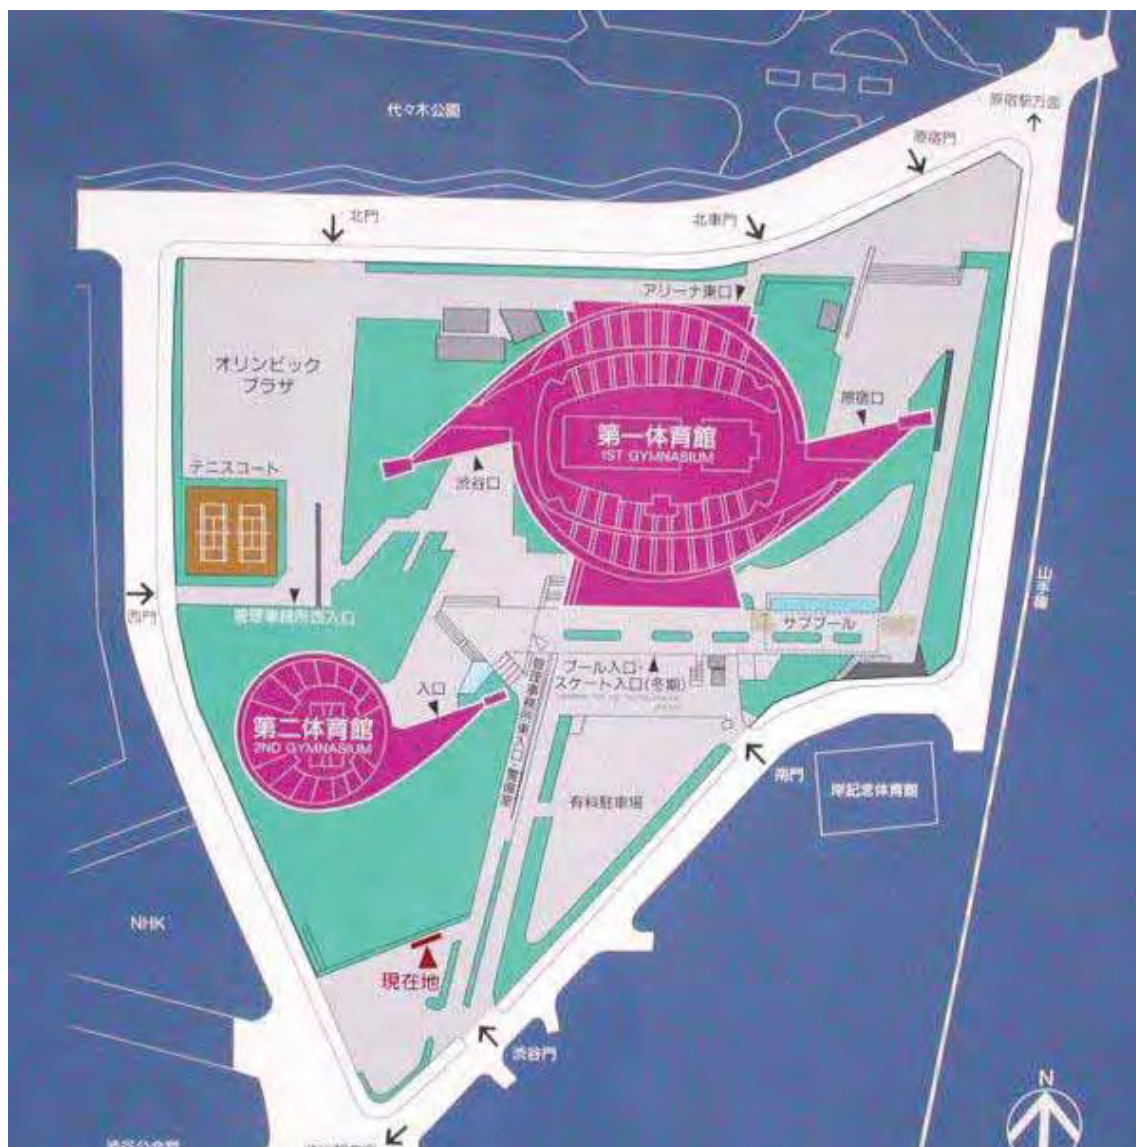 代々木公園
原宿駅方面
原宿門
北門
北東門
アリーナ東口
オリンピック
プラザ
原宿口
第一体育館
1ST GYMNASIUM
テニスコート
渋谷口
山手線
西門
管理事務所西入口
サブプール
プール入口・
スケート入口(冬期)
管理事務所東入口・警備室
入口
第二体育館
2ND GYMNASIUM
南門
岸記念体育館
有料駐車場
NHK
現在地
渋谷門
N